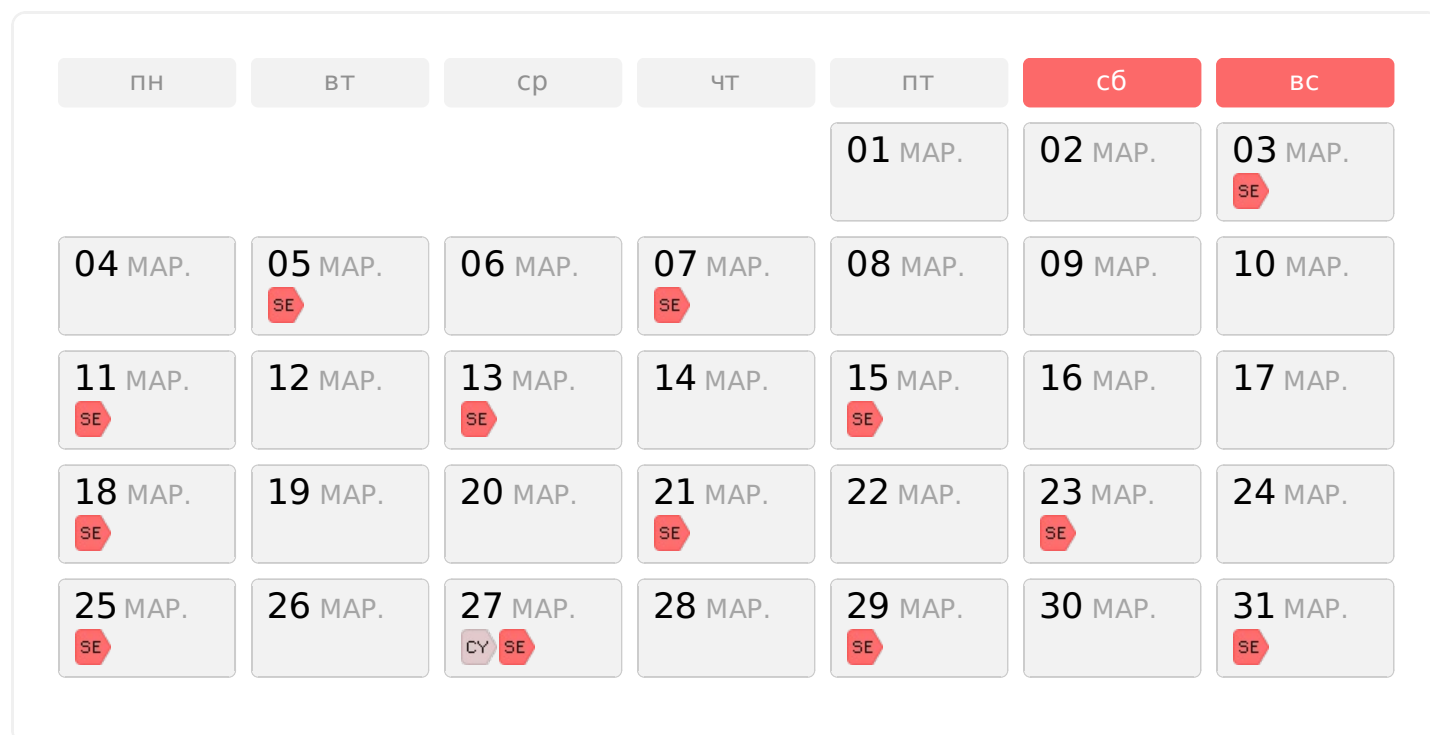 пн вт ср чт пт сб вс
01 МАР. 02 МАР. 03 МАР.
SE
04 МАР. 05 МАР. 06 МАР. 07 МАР. 08 МАР. 09 МАР. 10 МАР.
SE SE
11 МАР. 12 МАР. 13 МАР. 14 МАР. 15 МАР. 16 МАР. 17 МАР.
SE SE SE
18 МАР. 19 МАР. 20 МАР. 21 МАР. 22 МАР. 23 МАР. 24 МАР.
SE SE SE
25 МАР. 26 МАР. 27 МАР. 28 МАР. 29 МАР. 30 МАР. 31 МАР.
SE CY SE SE SE